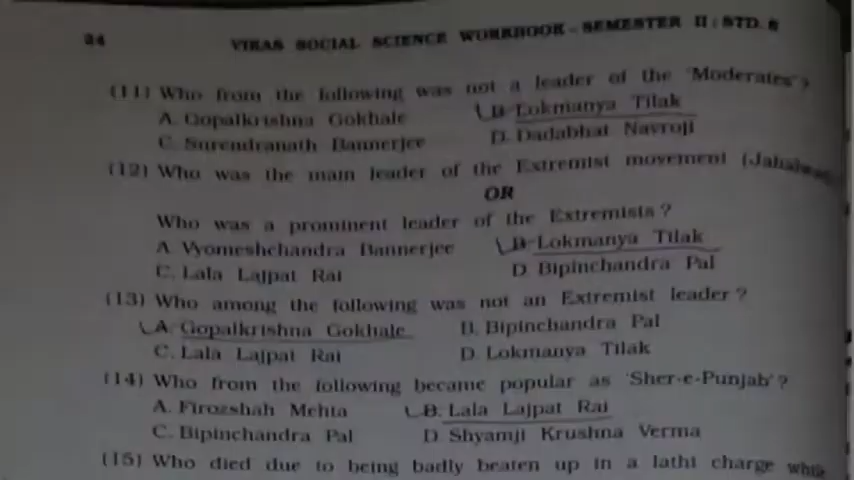 24 VIKAS SOCIAL SCIENCE WORKBOOK - SEMESTER II : STD. 8
(11) Who from the following was not a leader of the 'Moderates'?
A. Gopalkrishna Gokhale B. Lokmanya Tilak
C. Surendranath Bannerjee D. Dadabhai Navroji
(12) Who was the main leader of the Extremist movement (Jahalwad)
OR
Who was a prominent leader of the Extremists ?
A. Vyomeshchandra Bannerjee B. Lokmanya Tilak
C. Lala Lajpat Rai D. Bipinchandra Pal
(13) Who among the following was not an Extremist leader ?
A. Gopalkrishna Gokhale B. Bipinchandra Pal
C. Lala Lajpat Rai D. Lokmanya Tilak
(14) Who from the following became popular as 'Sher-e-Punjab' ?
A. Firozshah Mehta B. Lala Lajpat Rai
C. Bipinchandra Pal D. Shyamji Krushna Verma
(15) Who died due to being badly beaten up in a lathi charge while